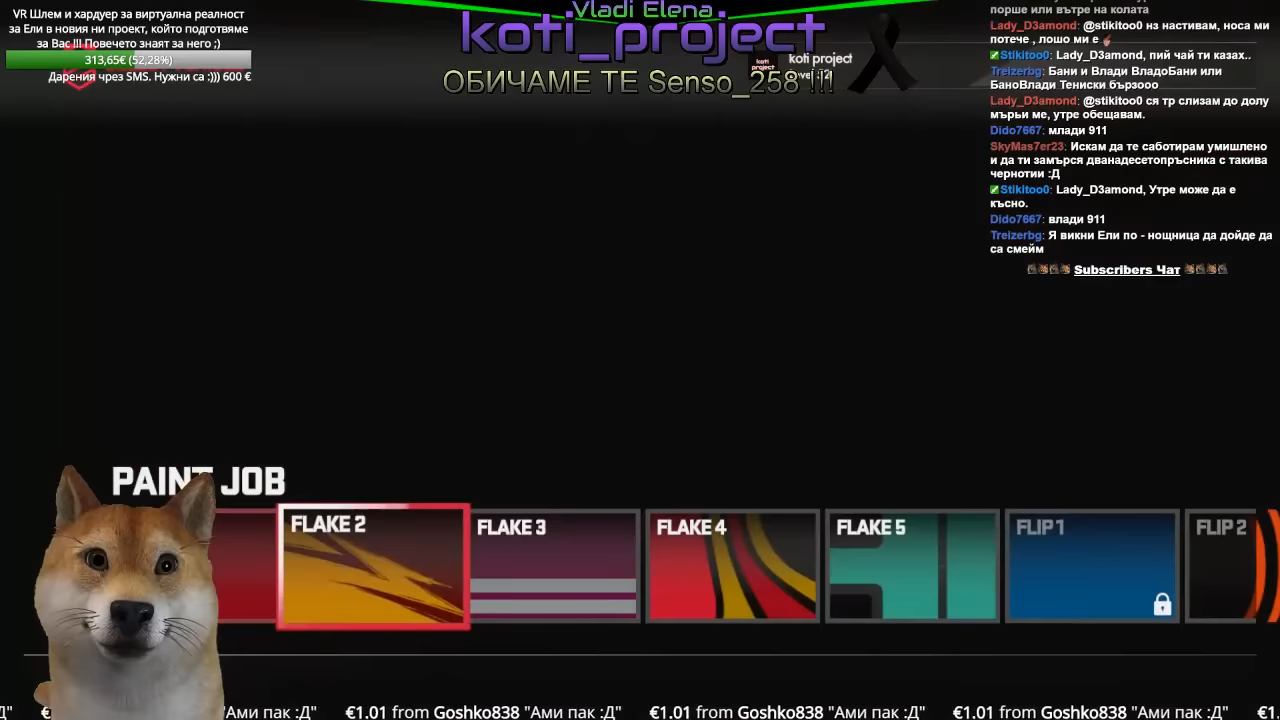 VR Шлем и хардуер за виртуална реалност
за Ели в новия ни проект, който подготвяме
за Вас !!! Повечето знаят за него ;)
313,65€ (52,28%)
Дарения чрез SMS. Нужни са :))) 600 €
Vladi Elena
koti_project
ОБИЧАМЕ ТЕ Senso_258 !!!
koti project
порше или вътре на колата
Lady_D3amond: @stikitoo0 на настивам, носа ми
потече , лошо ми е
Stikitoo0: Lady_D3amond, пий чай ти казах..
Treizerbg: Бани и Влади ВладоБани или
БаноВлади Тениски бързооо
Lady_D3amond: @stikitoo0 ся тр слизам до долу
мърьи ме, утре обещавам.
Dido7667: млади 911
SkyMas7er23: Искам да те саботирам умишлено
и да ти замърся дванадесетопръсника с такива
чернотии :Д
Stikitoo0: Lady_D3amond, Утре може да е
късно.
Dido7667: влади 911
Treizerbg: Я викни Ели по - нощница да дойде да
са смейм
Subscribers Чат
PAINT JOB
FLAKE 2
FLAKE 3
FLAKE 4
FLAKE 5
FLIP 1
FLIP 2
Д" € "Ами пак :Д" €1.01 from Goshko838 "Ами пак :Д" €1.01 from Goshko838 "Ами пак :Д" €1.01 from Goshko838 "Ами пак :Д" €1